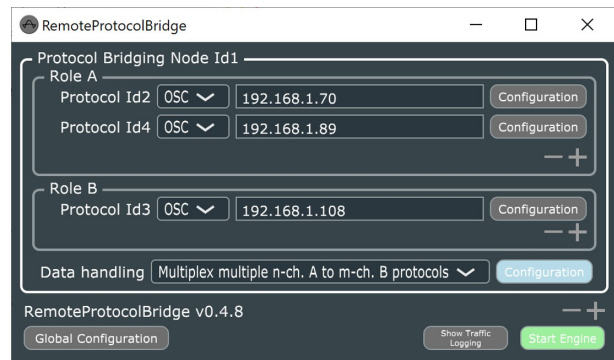 RemoteProtocolBridge
Protocol Bridging Node Id1
Role A
Protocol Id2 OSC 192.168.1.70 Configuration
Protocol Id4 OSC 192.168.1.89 Configuration
Role B
Protocol Id3 OSC 192.168.1.108 Configuration
Data handling Multiplex multiple n-ch. A to m-ch. B protocols Configuration
RemoteProtocolBridge v0.4.8
Global Configuration Show Traffic Logging Start Engine